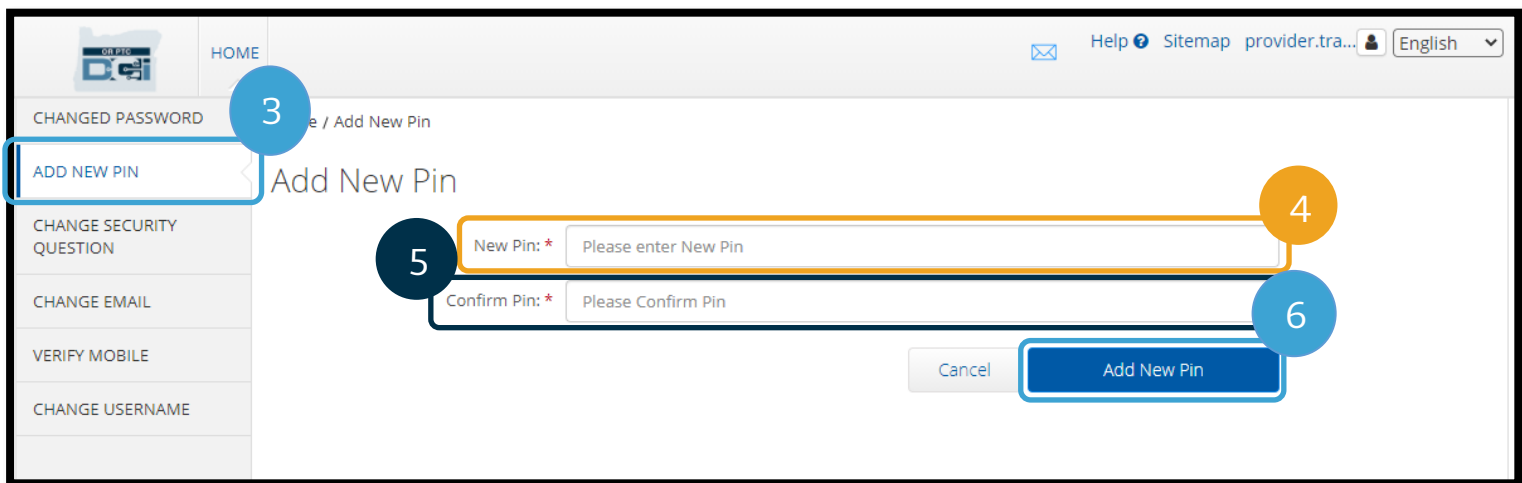 OR PTC
DCI
HOME
Help Sitemap provider.tra... English
CHANGED PASSWORD
3
e / Add New Pin
ADD NEW PIN
Add New Pin
4
CHANGE SECURITY
QUESTION
5
New Pin: * Please enter New Pin
Confirm Pin: * Please Confirm Pin
6
CHANGE EMAIL
VERIFY MOBILE
Cancel
Add New Pin
CHANGE USERNAME